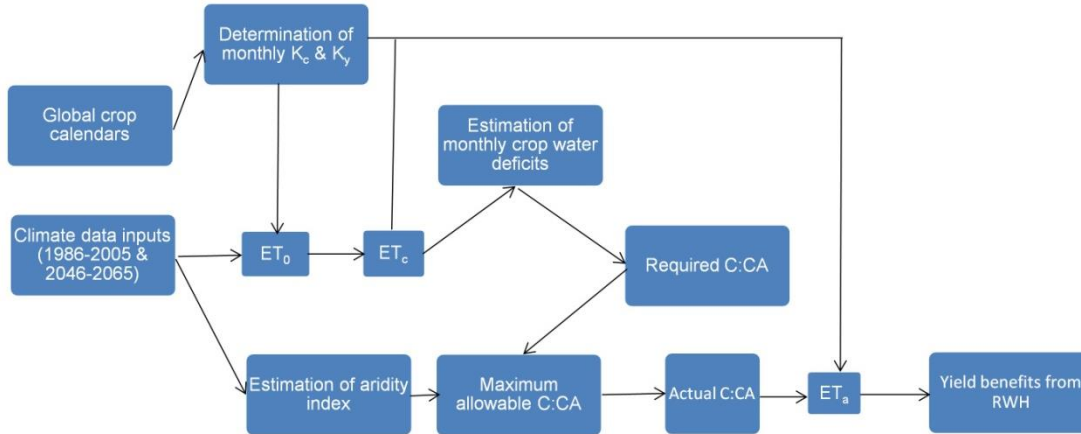 Determination of
monthly Kc & Ky
Global crop
calendars
Estimation of
monthly crop water
deficits
Climate data inputs
(1986-2005 &
2046-2065)
ET0
ETc
Required C:CA
Estimation of aridity
index
Maximum
allowable C:CA
Actual C:CA
ETa
Yield benefits from
RWH